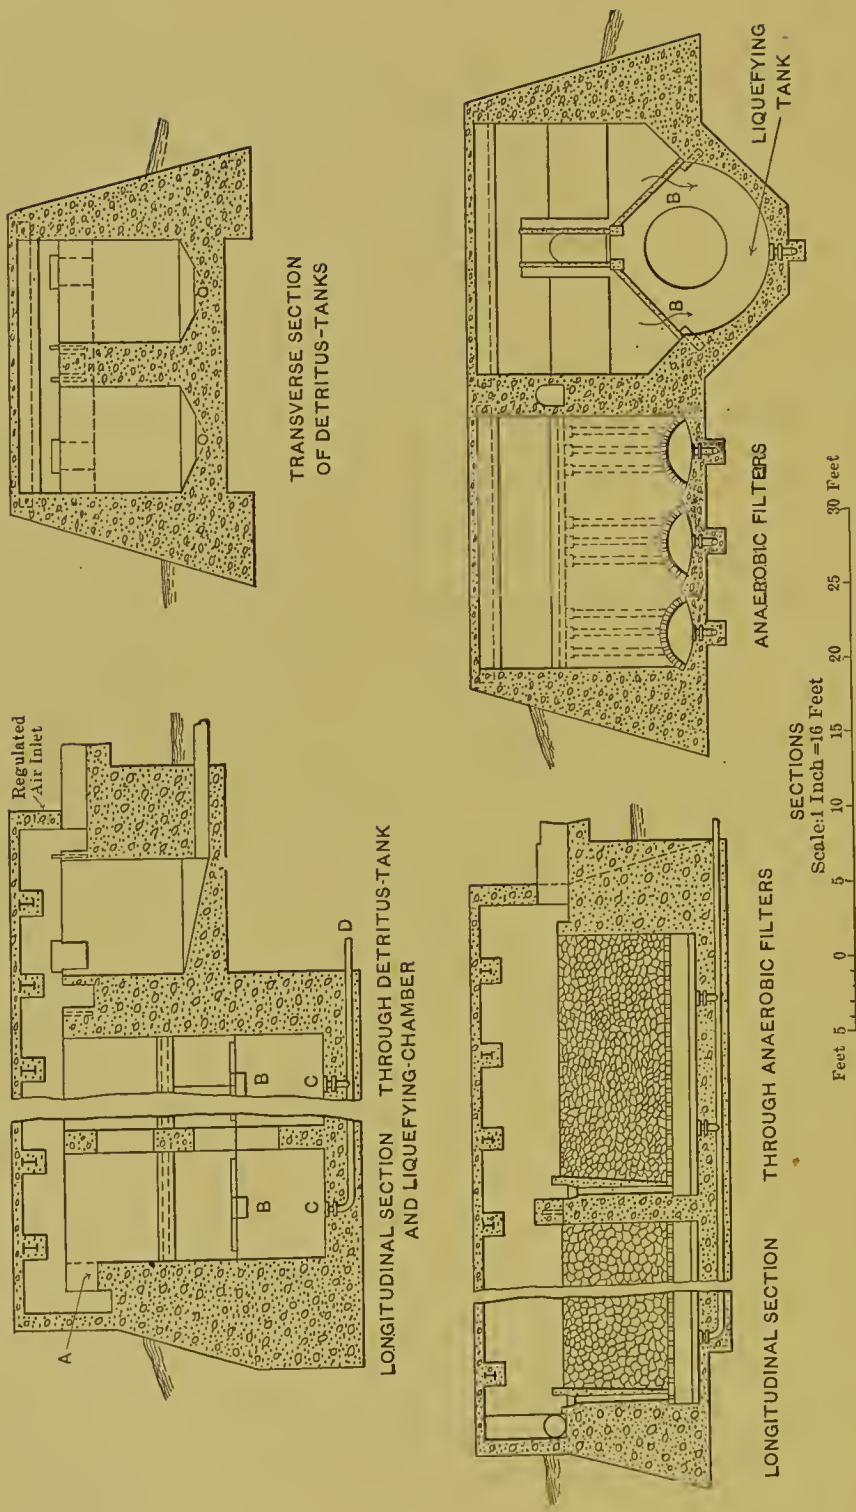 Regulated
Air Inlet
A
B
C
B
C
D
LONGITUDINAL SECTION THROUGH DETRITUS-TANK
AND LIQUEFYING-CHAMBER
TRANSVERSE SECTION
OF DETRITUS-TANKS
LONGITUDINAL SECTION THROUGH ANAEROBIC FILTERS
B
B
LIQUEFYING
TANK
ANAEROBIC FILTERS
SECTIONS
Scale:1 Inch=16 Feet
Feet 5 0 5 10 15 20 25 30 Feet